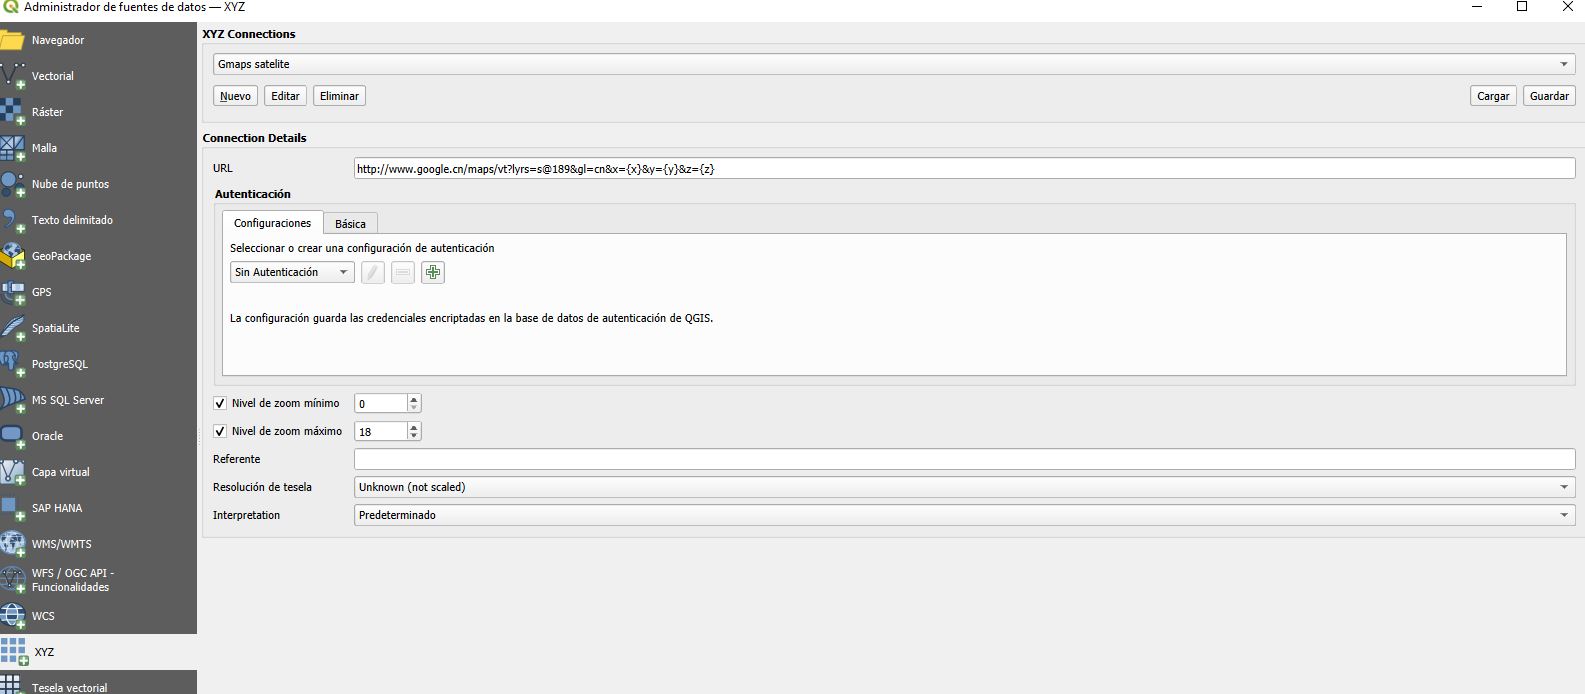 Administrador de fuentes de datos — XYZ
Navegador
Vectorial
Ráster
Malla
Nube de puntos
Texto delimitado
GeoPackage
GPS
SpatiaLite
PostgreSQL
MS SQL Server
Oracle
Capa virtual
SAP HANA
WMS/WMTS
WFS / OGC API -
Funcionalidades
WCS
XYZ
Tesela vectorial
XYZ Connections
Gmaps satelite
Nuevo Editar Eliminar Cargar Guardar
Connection Details
URL http://www.google.cn/maps/vt?lyrs=s@189&gl=cn&x={x}&y={y}&z={z}
Autenticación
Configuraciones Básica
Seleccionar o crear una configuración de autenticación
Sin Autenticación
La configuración guarda las credenciales encriptadas en la base de datos de autenticación de QGIS.
Nivel de zoom mínimo 0
Nivel de zoom máximo 18
Referente
Resolución de tesela Unknown (not scaled)
Interpretation Predeterminado